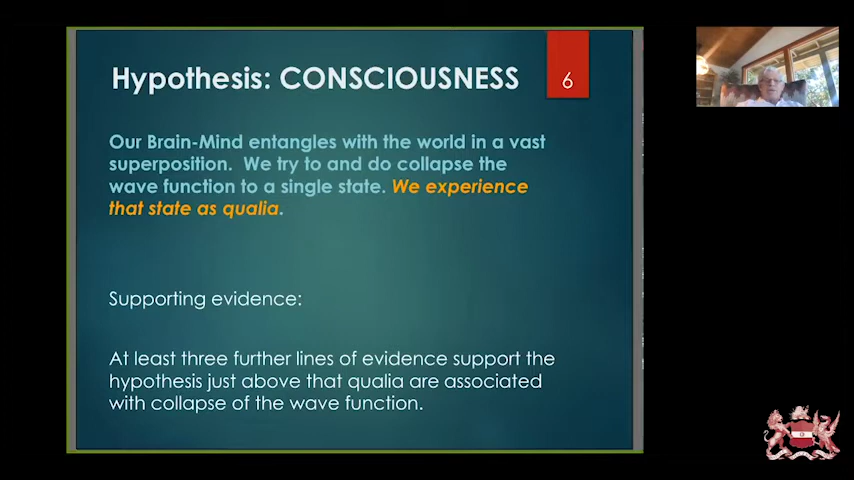 Hypothesis: CONSCIOUSNESS
6
Our Brain-Mind entangles with the world in a vast
superposition. We try to and do collapse the
wave function to a single state. We experience
that state as qualia.
Supporting evidence:
At least three further lines of evidence support the
hypothesis just above that qualia are associated
with collapse of the wave function.